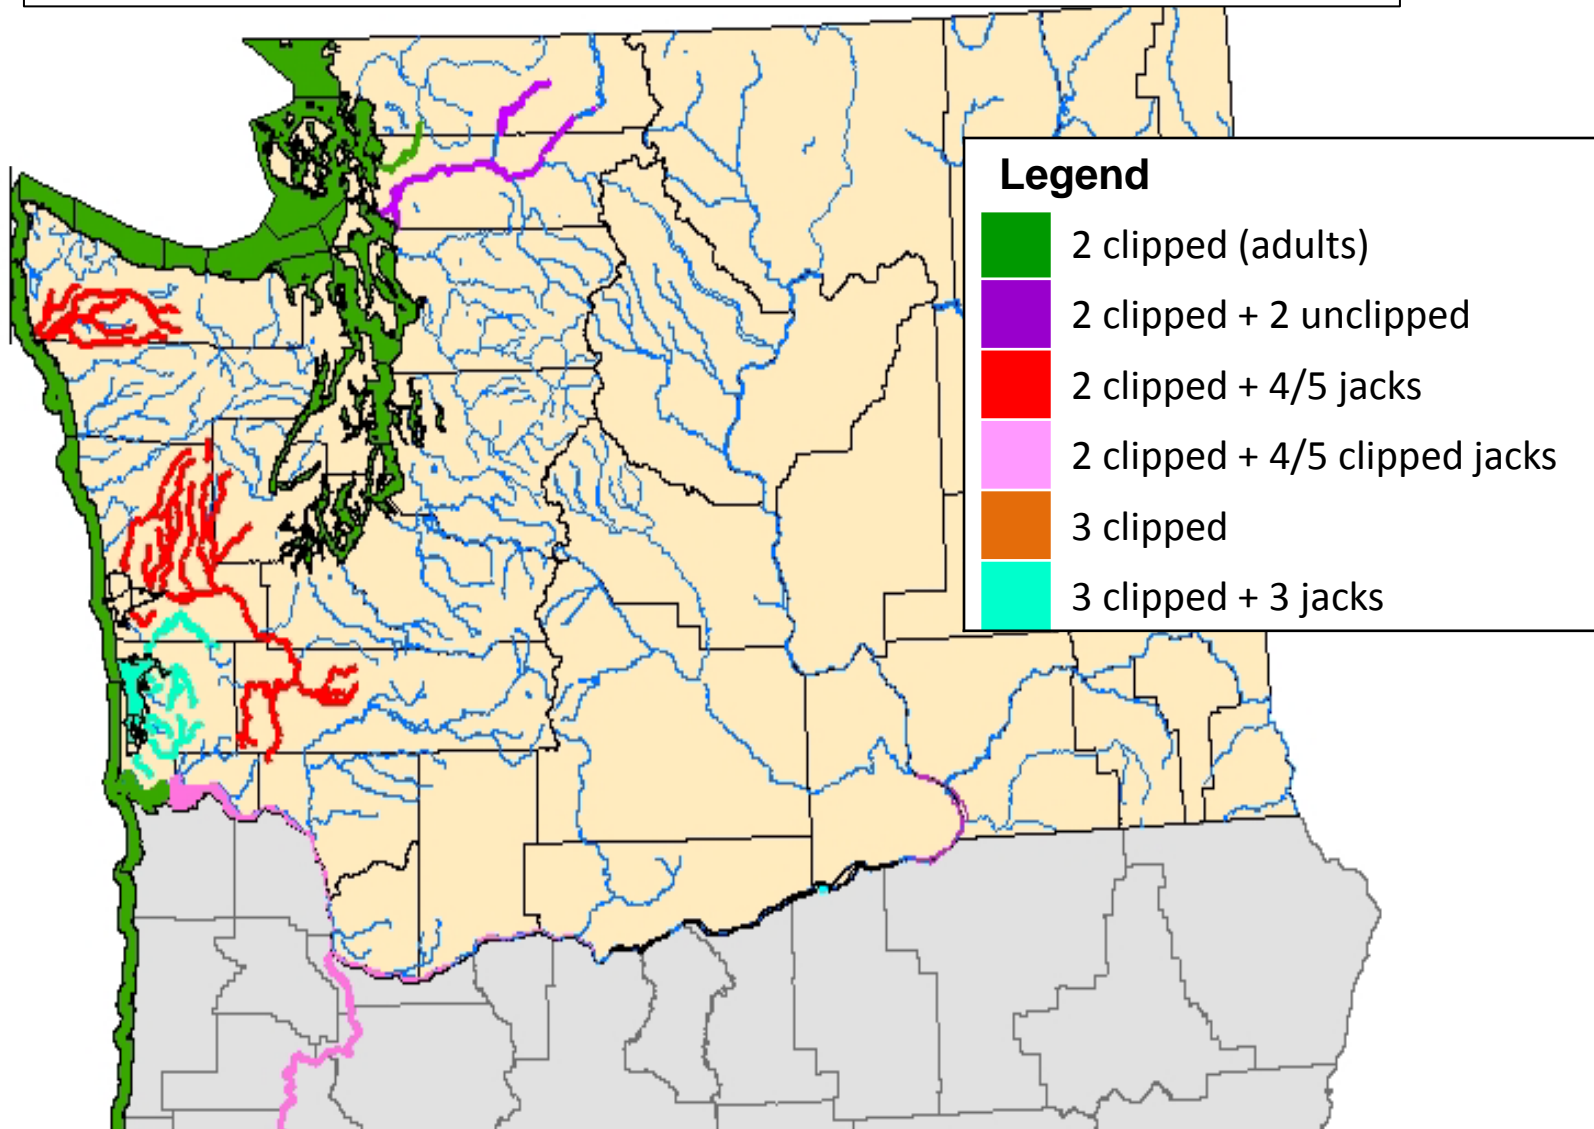 Legend
2 clipped (adults)
2 clipped + 2 unclipped
2 clipped + 4/5 jacks
2 clipped + 4/5 clipped jacks
3 clipped
3 clipped + 3 jacks